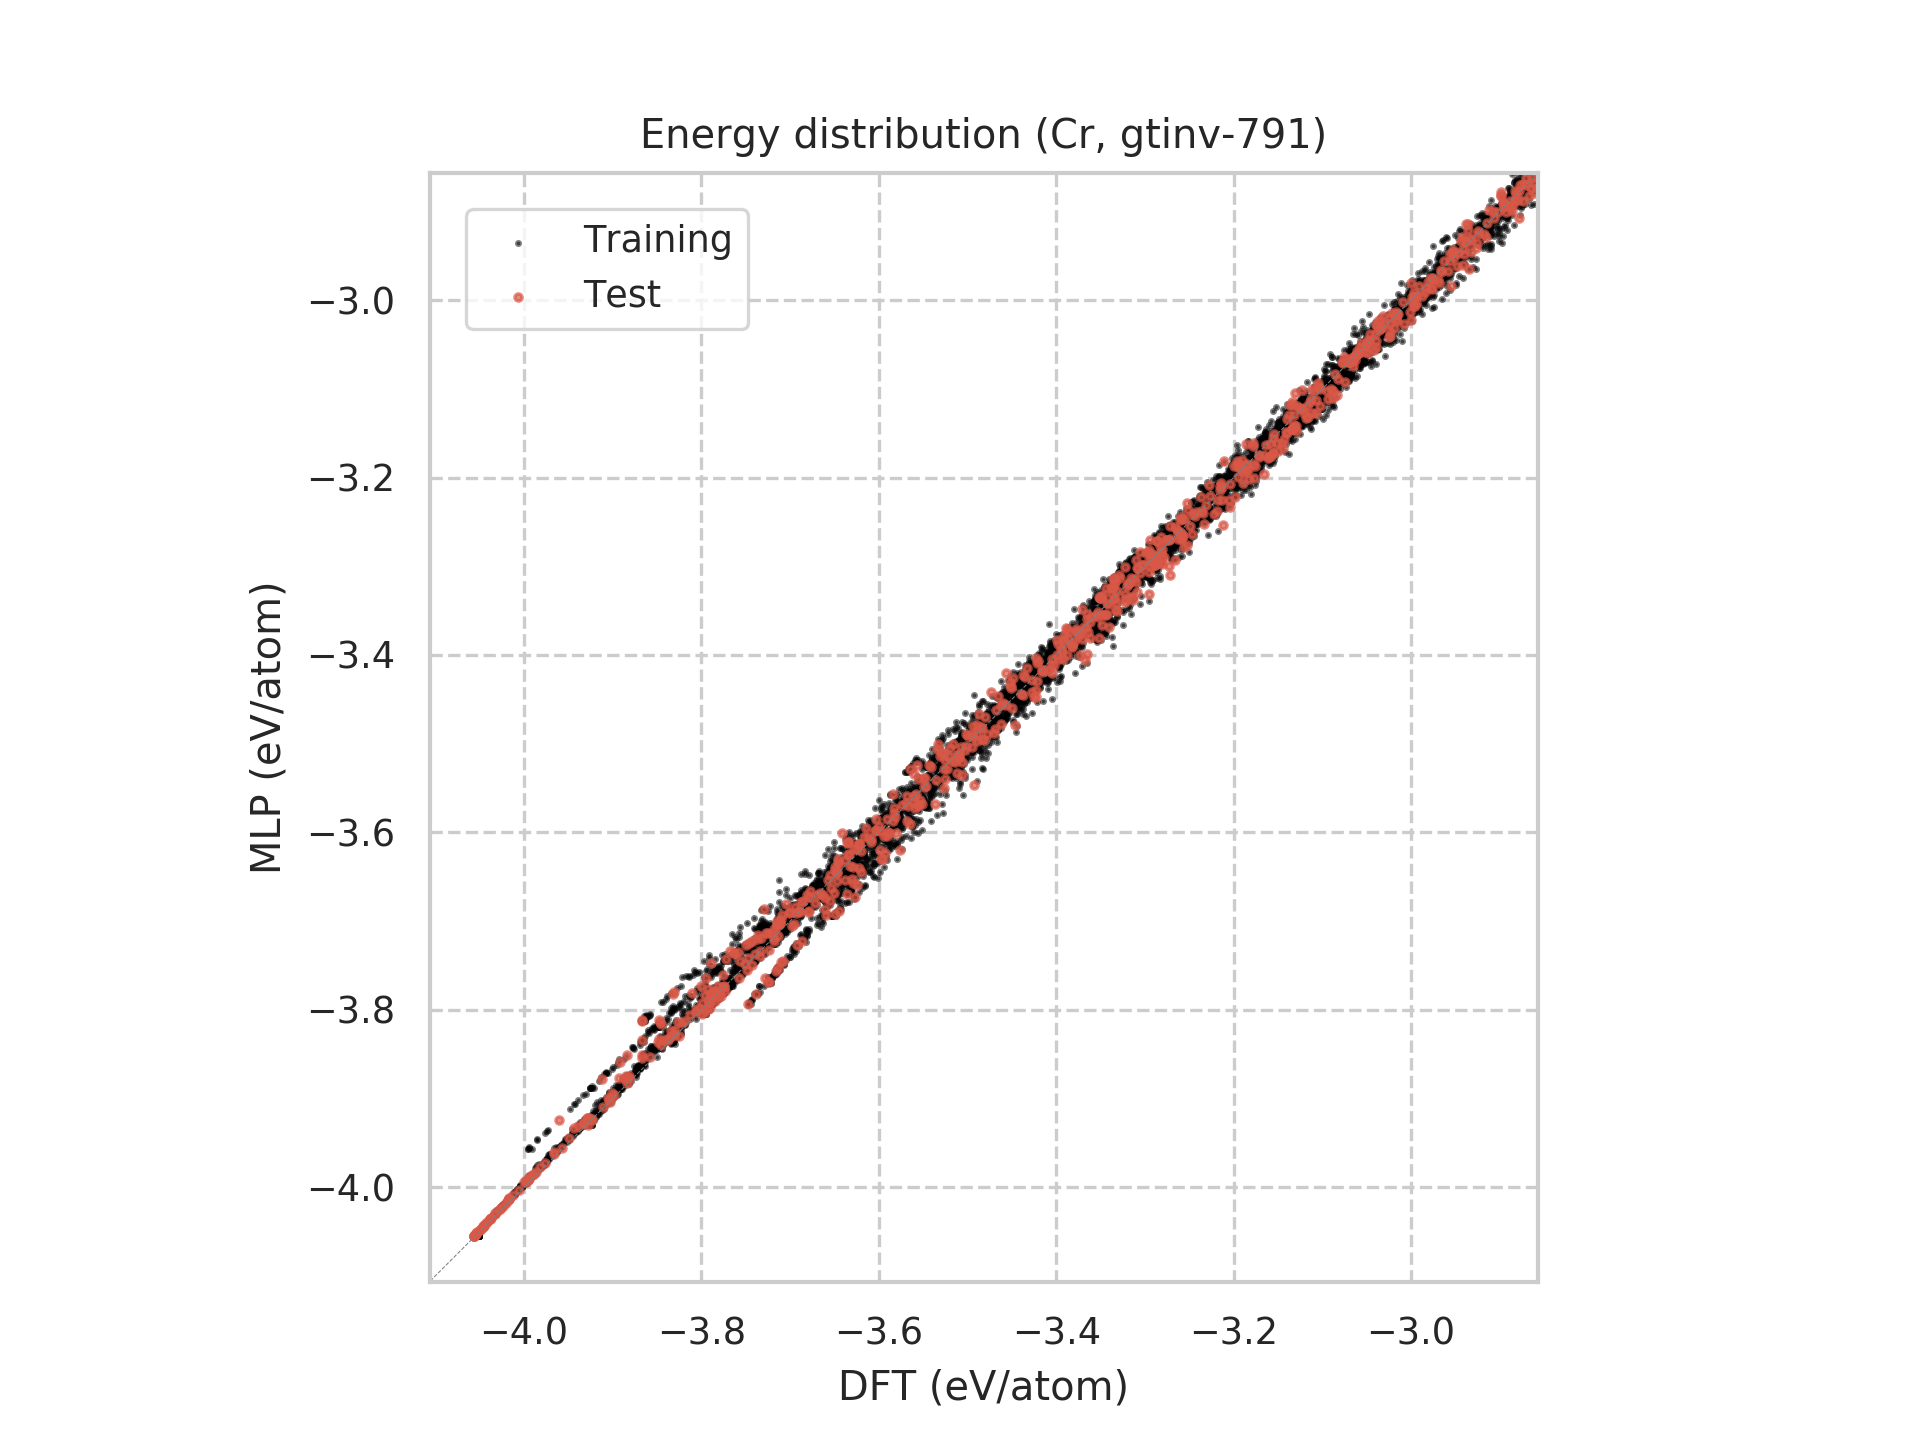 Energy distribution (Cr, gtinv-791)
Training
Test
MLP (eV/atom)
−3.0
−3.2
−3.4
−3.6
−3.8
−4.0
−4.0 −3.8 −3.6 −3.4 −3.2 −3.0
DFT (eV/atom)